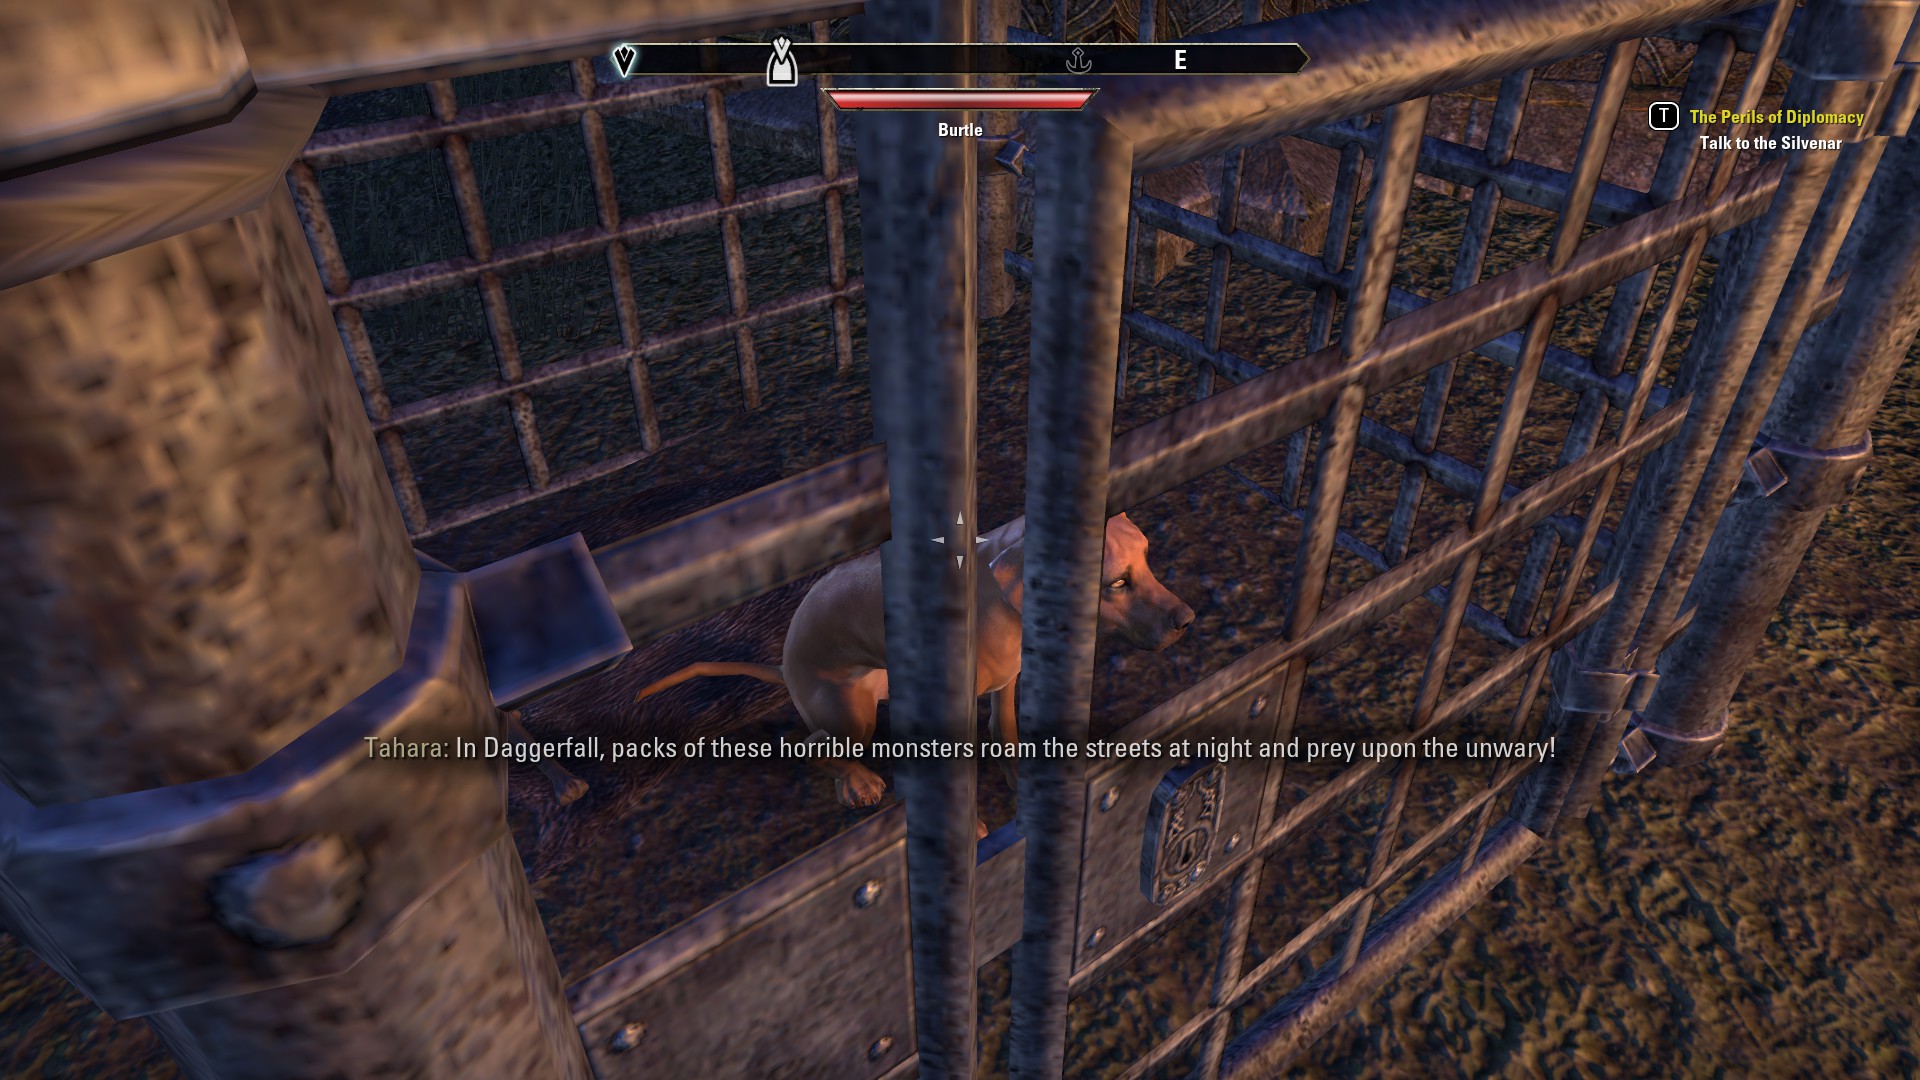 E
Burtle
T The Perils of Diplomacy
Talk to the Silvenar
Tahara: In Daggerfall, packs of these horrible monsters roam the streets at night and prey upon the unwary!